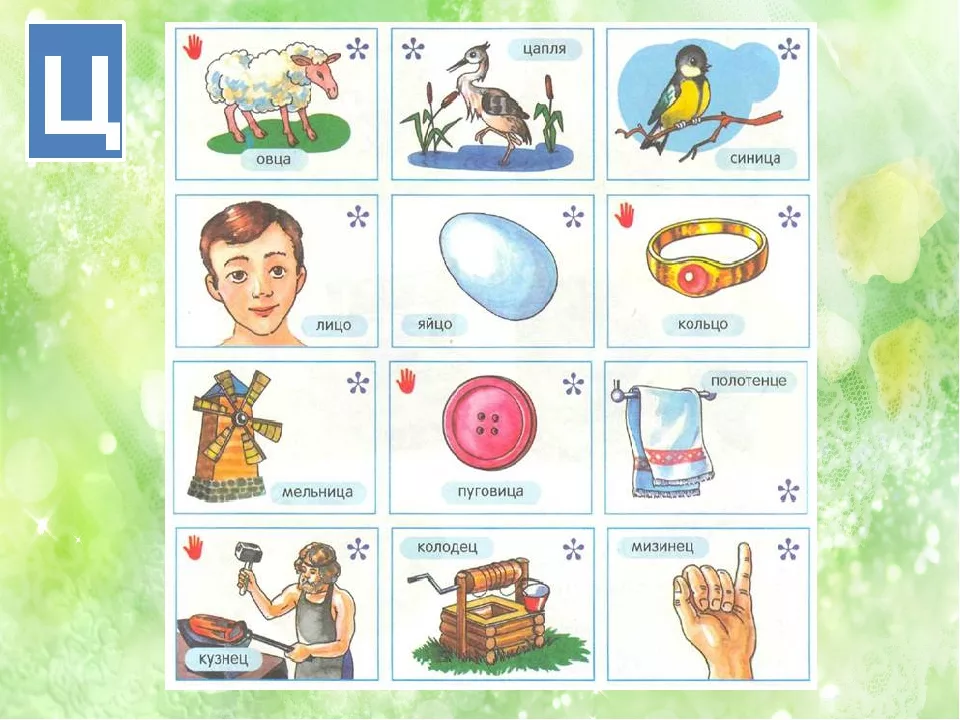 Ц
овца
цапля
синица
лицо
яйцо
кольцо
мельница
пуговица
полотенце
кузнец
колодец
мизинец